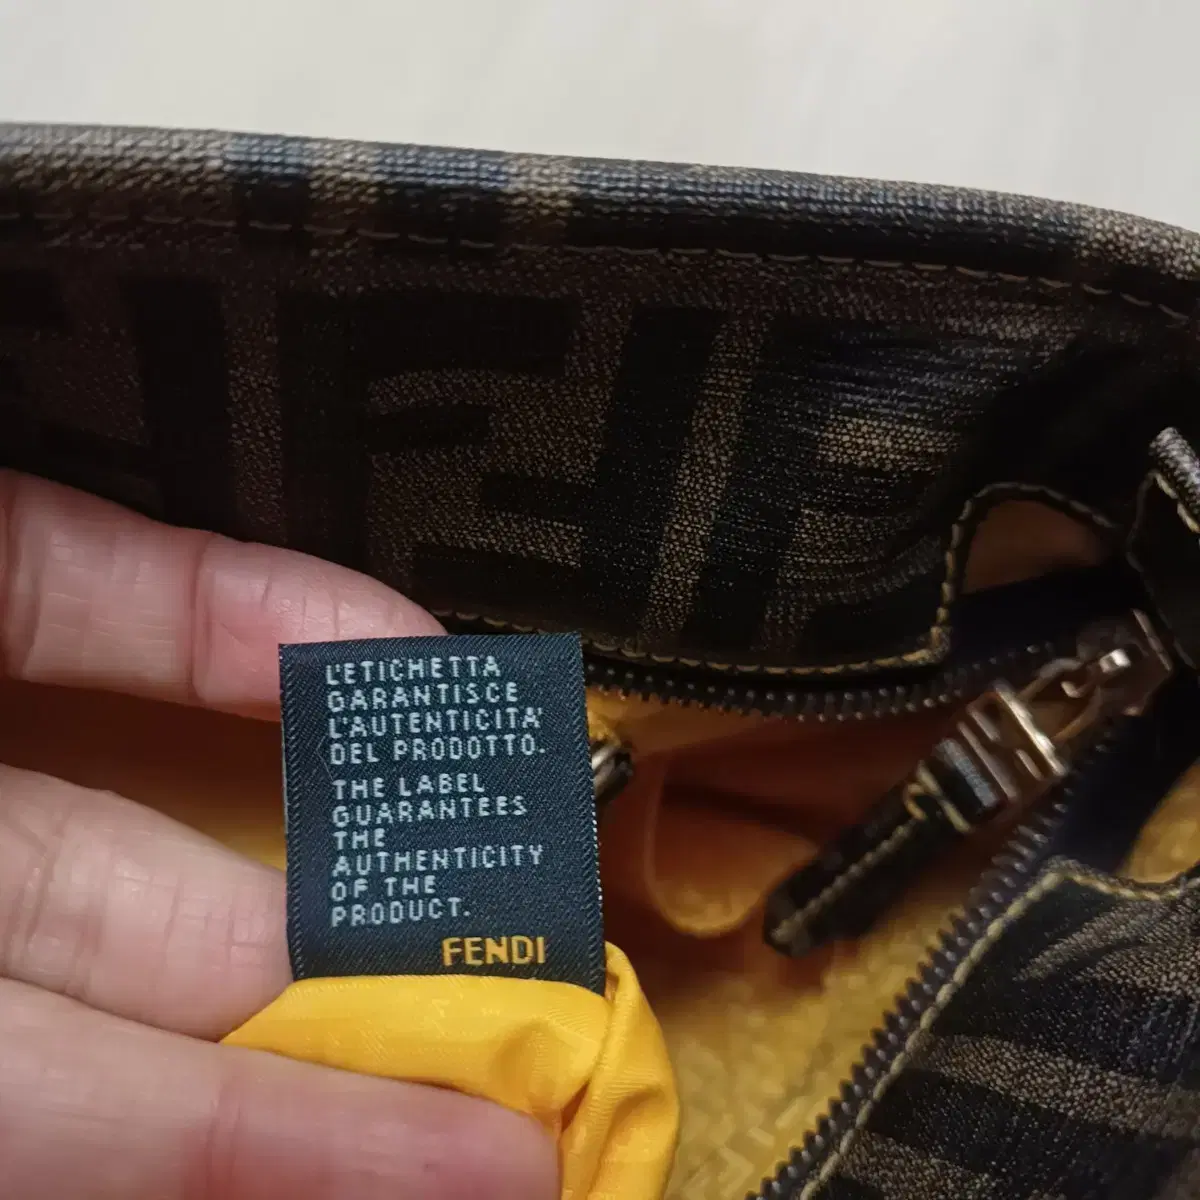 L'ETICHETTA
GARANTISCE
L'AUTENTICITA'
DEL PRODOTTO.
THE LABEL
GUARANTEES
THE
AUTHENTICITY
OF THE
PRODUCT.
FENDI